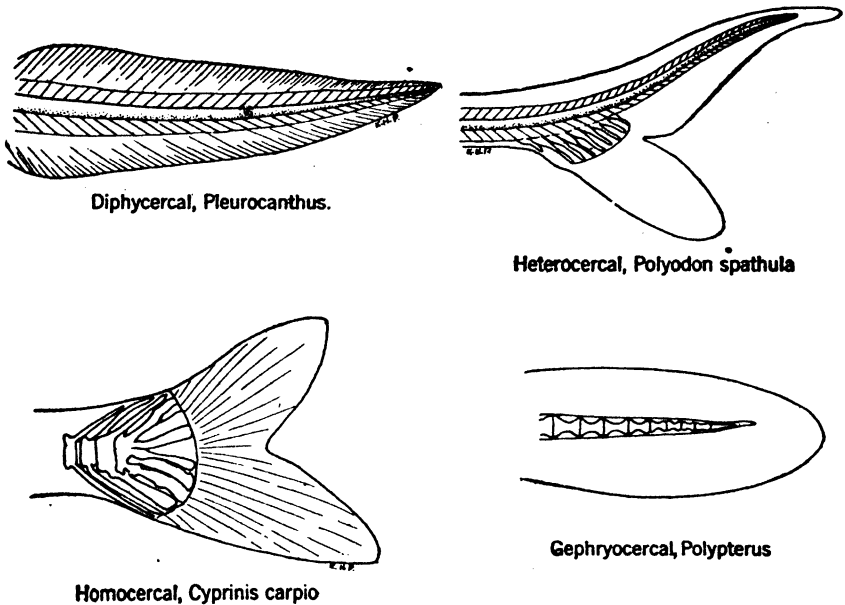 Diphycercal, Pleurocanthus.
Heterocercal, Polyodon spathula
Homocercal, Cyprinis carpio
Gephryocercal, Polypterus